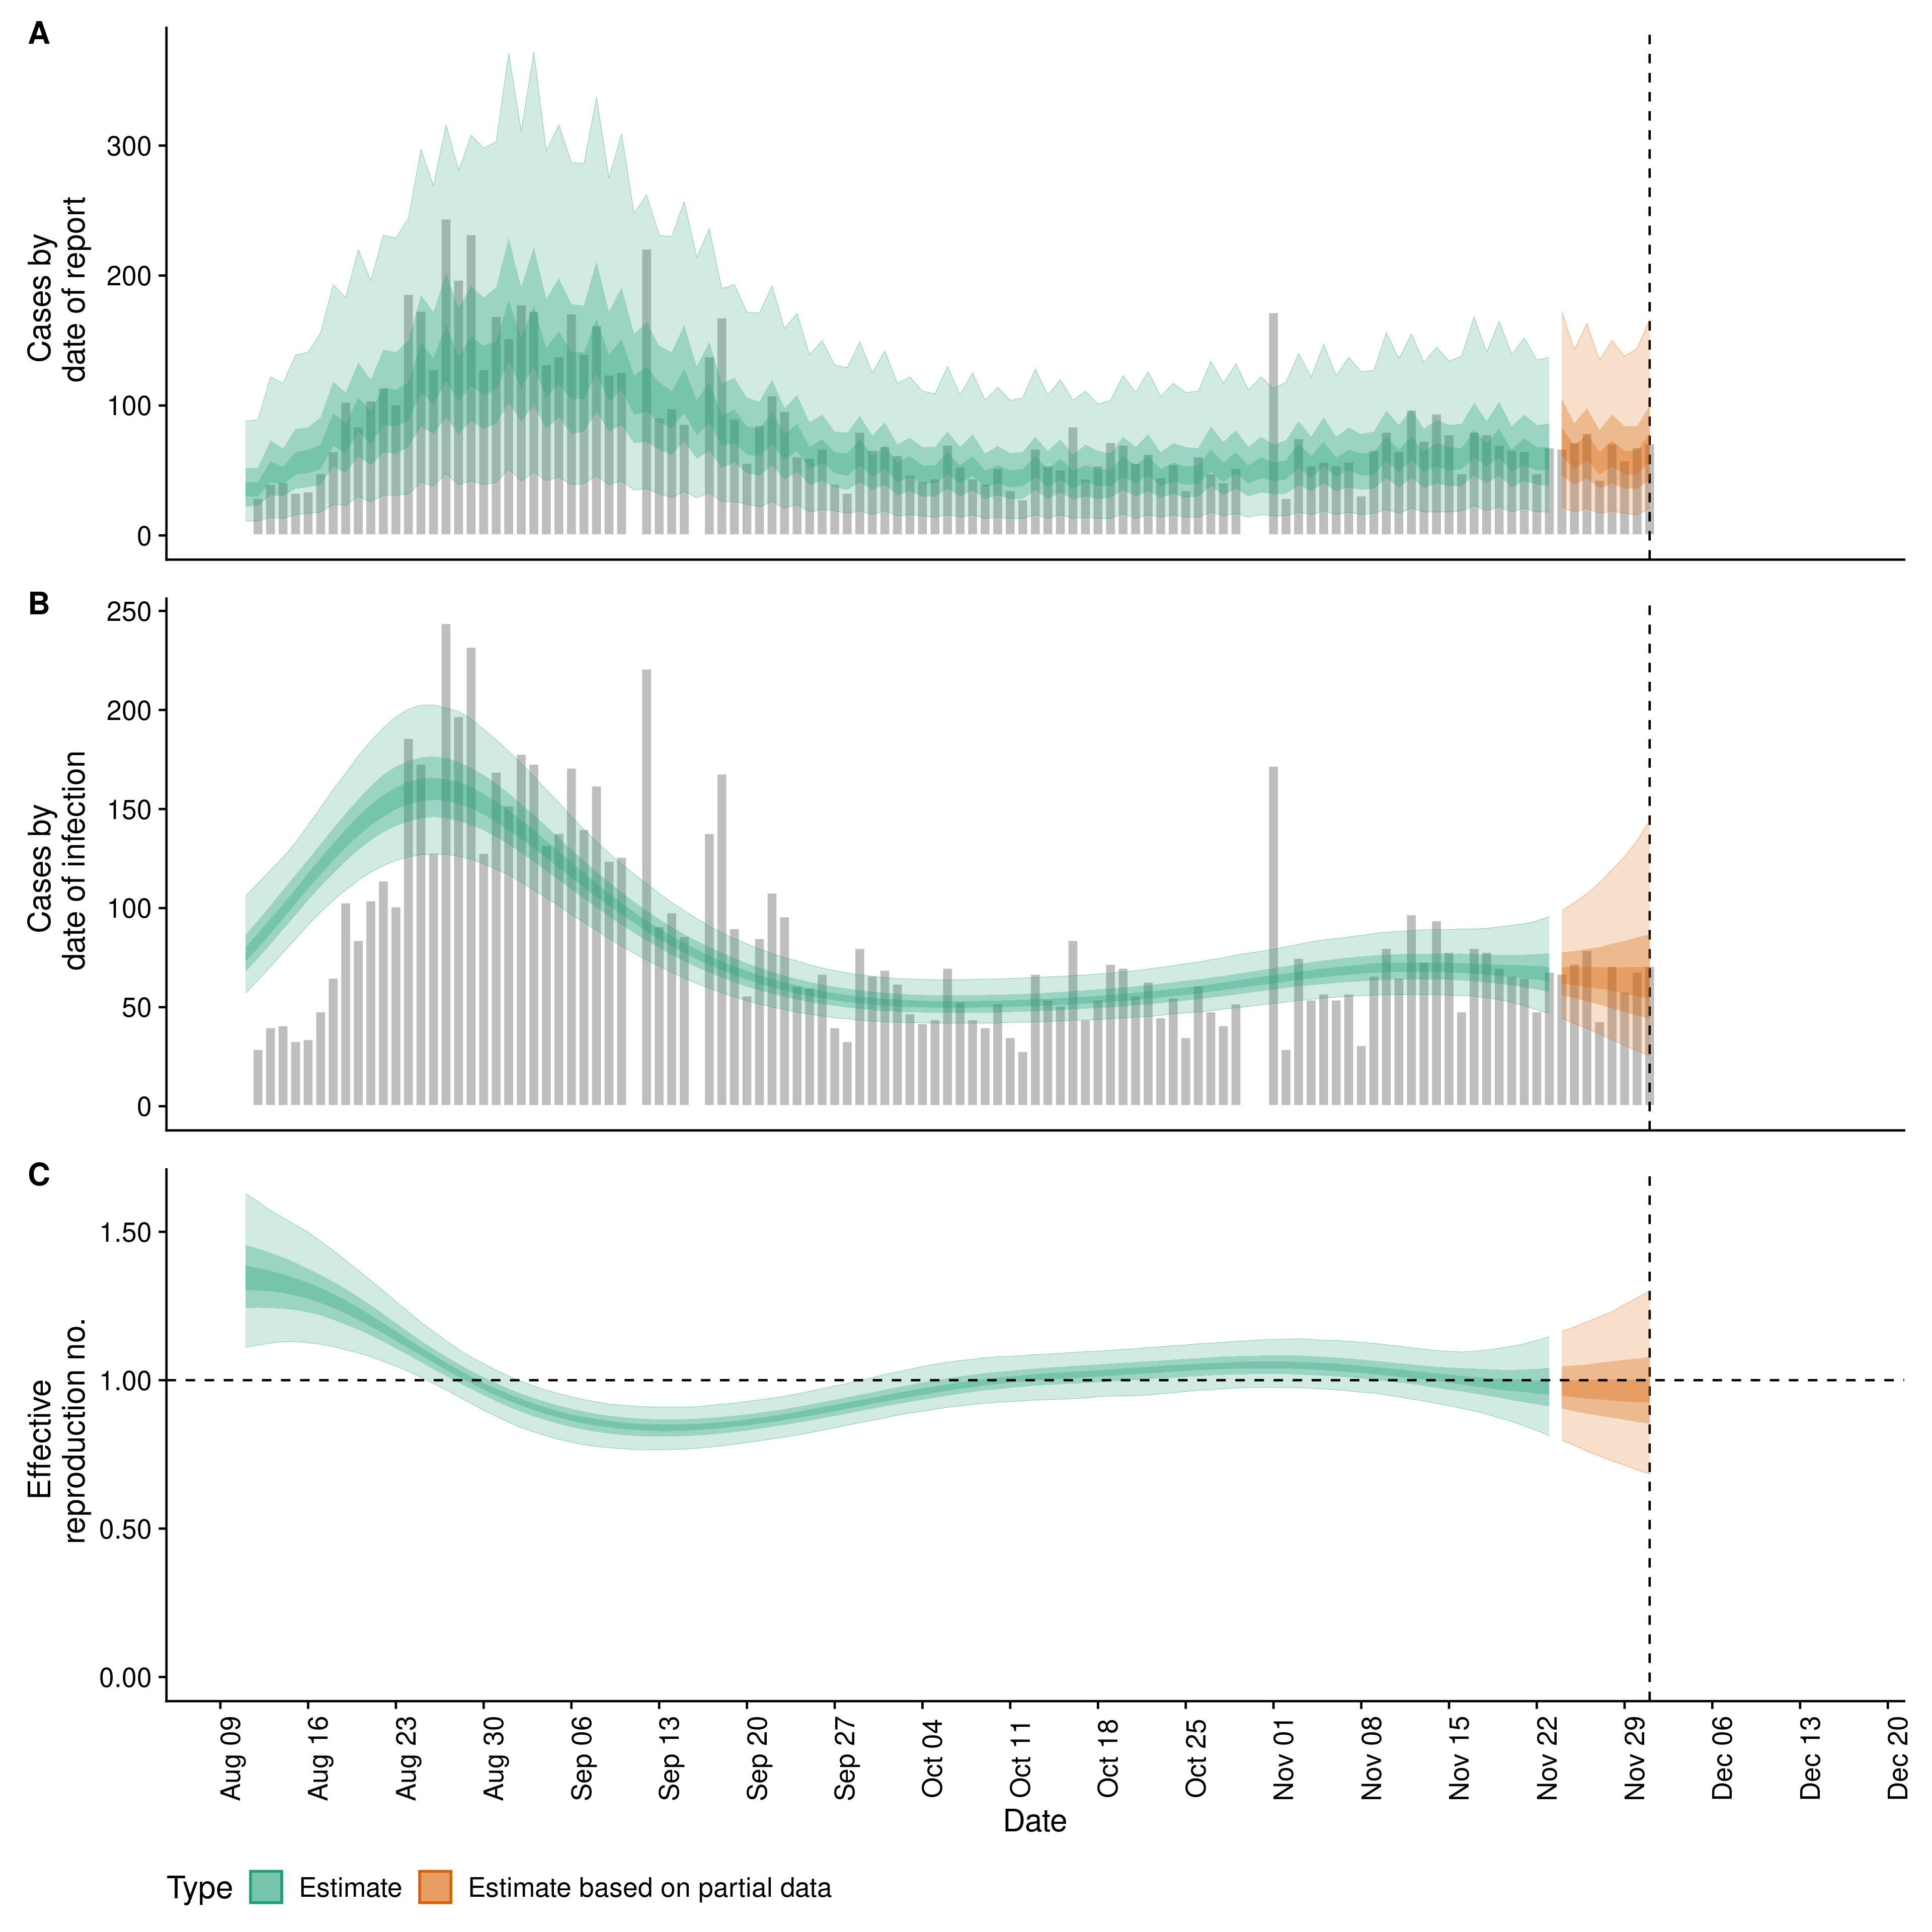 A
300
200
100
0
Cases by
date of report
B
250
200
150
100
50
0
Cases by
date of infection
C
1.50
1.00
0.50
0.00
Effective
reproduction no.
Aug 09
Aug 16
Aug 23
Aug 30
Sep 06
Sep 13
Sep 20
Sep 27
Oct 04
Oct 11
Oct 18
Oct 25
Nov 01
Nov 08
Nov 15
Nov 22
Nov 29
Dec 06
Dec 13
Dec 20
Date
Type Estimate Estimate based on partial data